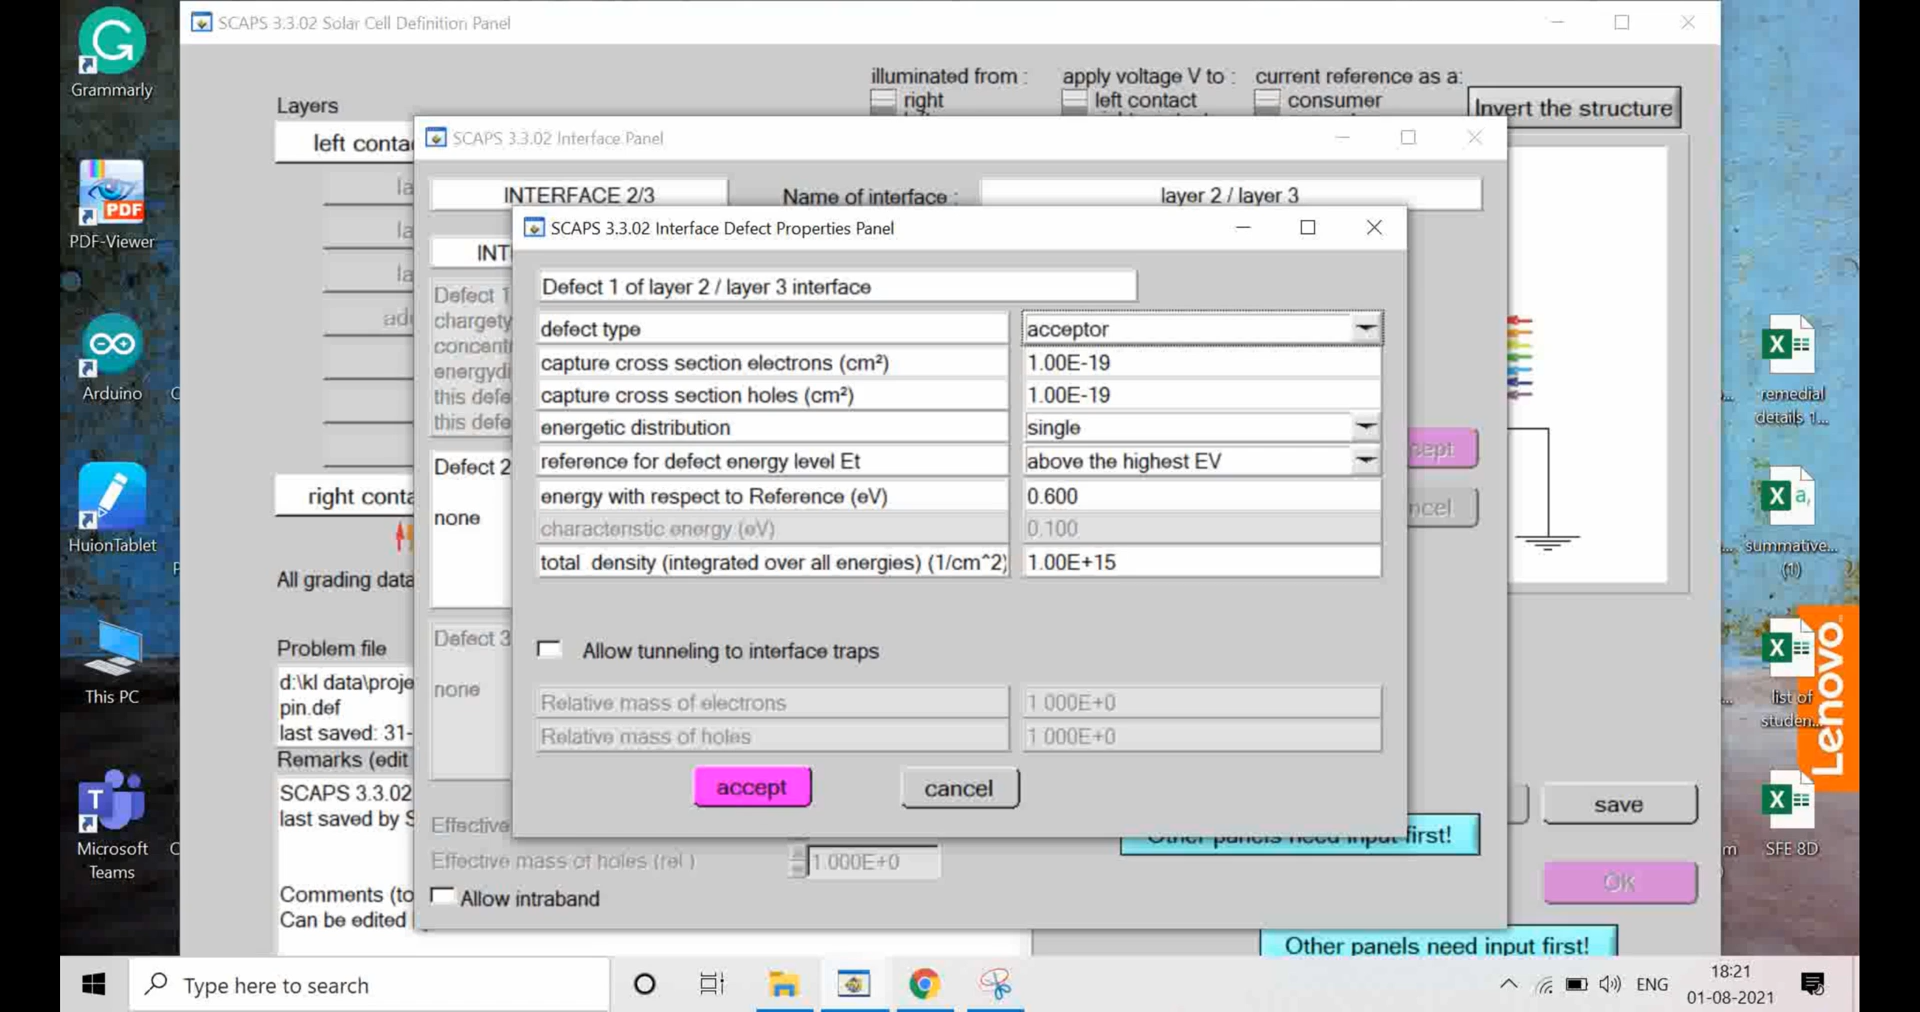 SCAPS 3.3.02 Solar Cell Definition Panel
illuminated from : apply voltage V to : current reference as a:
right left contact consumer
Invert the structure
Layers
left conta
SCAPS 3.3.02 Interface Panel
INTERFACE 2/3 Name of interface : layer 2 / layer 3
INT
SCAPS 3.3.02 Interface Defect Properties Panel
Defect 1 of layer 2 / layer 3 interface
defect type acceptor
capture cross section electrons (cm²) 1.00E-19
capture cross section holes (cm²) 1.00E-19
energetic distribution single
reference for defect energy level Et above the highest EV
energy with respect to Reference (eV) 0.600
characteristic energy (eV) 0.100
total density (integrated over all energies) (1/cm^2) 1.00E+15
Allow tunneling to interface traps
Relative mass of electrons 1.000E+0
Relative mass of holes 1.000E+0
accept cancel
la
la
la
ad
Defect 1
chargety
concentr
energydi
this defe
this defe
Defect 2
none
Defect 3
none
right conta
All grading data
Problem file
d:\kl data\proje
pin.def
last saved: 31-
Remarks (edit
SCAPS 3.3.02
last saved by S
Comments (to
Can be edited
Effective
Effective mass of holes (rel.) 1.000E+0
Allow intraband
cept
ncel
Other panels need input first!
save
OK
Other panels need input first!
Grammarly
PDF-Viewer
PDF
Arduino
HuionTablet
This PC
Microsoft
Teams
remedial
details 1...
summative...
(1)
list of
studen...
SFE 8D
Lenovo
Type here to search
ENG
18:21
01-08-2021